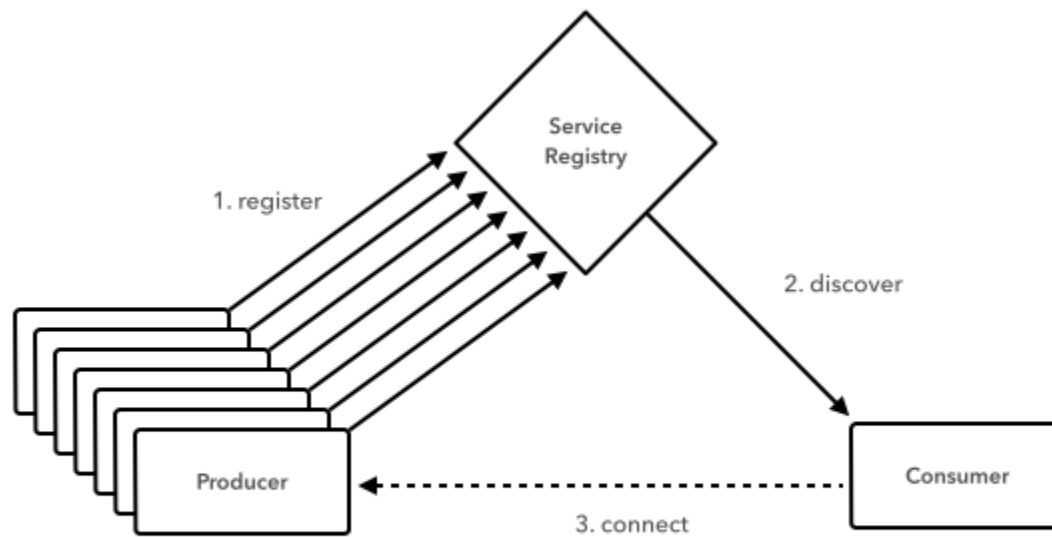 Service
Registry
1. register
2. discover
Producer
Consumer
3. connect